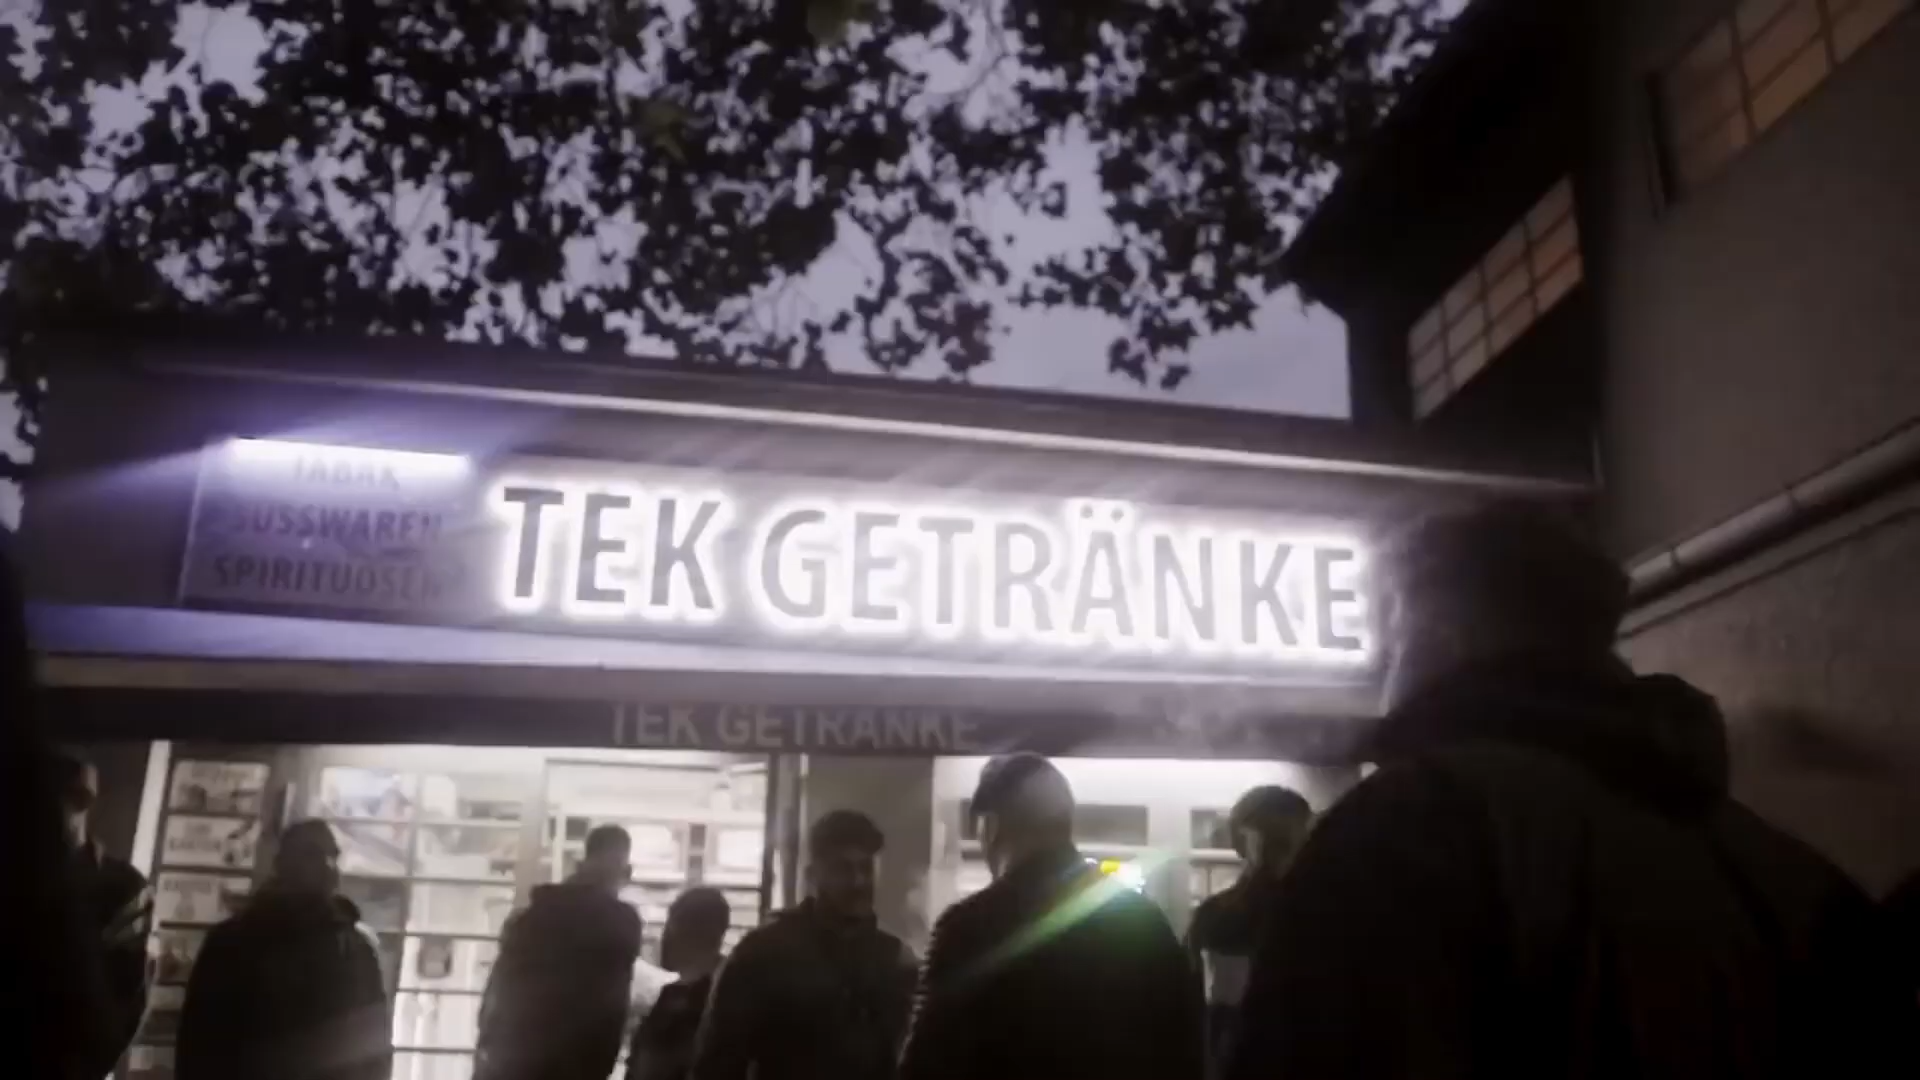 TABAK
SÜSSWAREN
SPIRITUOSEN
TEK GETRÄNKE
TEK GETRÄNKE